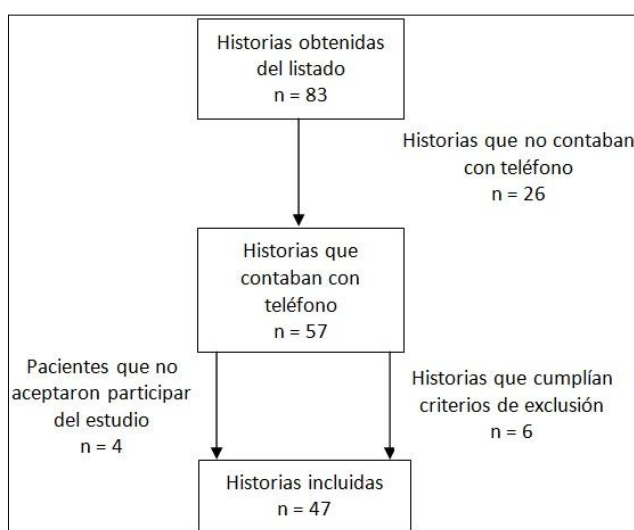 Historias obtenidas
del listado
n = 83
Historias que no contaban
con teléfono
n = 26
Historias que
contaban con
teléfono
n = 57
Pacientes que no
aceptaron participar
del estudio
n = 4
Historias que cumplían
criterios de exclusión
n = 6
Historias incluidas
n = 47